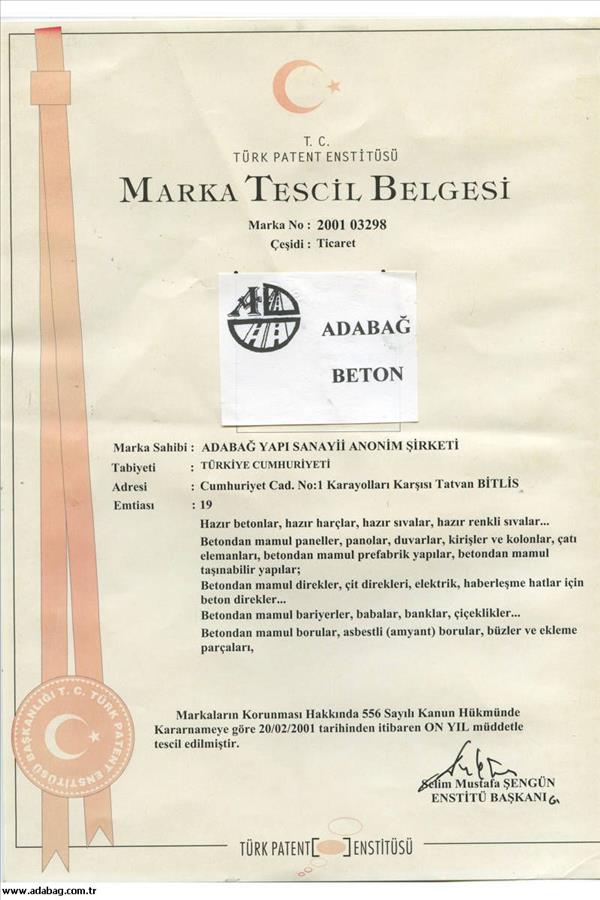 T. C.
TÜRK PATENT ENSTİTÜSÜ
MARKA TESCİL BELGESİ
Marka No : 2001 03298
Çeşidi : Ticaret
ADABAĞ
BETON
Marka Sahibi : ADABAĞ YAPI SANAYİİ ANONİM ŞİRKETİ
Tabiyeti : TÜRKİYE CUMHURİYETİ
Adresi : Cumhuriyet Cad. No:1 Karayolları Karşısı Tatvan BİTLİS
Emtiası : 19
Hazır betonlar, hazır harçlar, hazır sıvalar, hazır renkli sıvalar...
Betondan mamul paneller, panolar, duvarlar, kirişler ve kolonlar, çatı
elemanları, betondan mamul prefabrik yapılar, betondan mamul
taşınabilir yapılar;
Betondan mamul direkler, çit direkleri, elektrik, haberleşme hatlar için
beton direkler...
Betondan mamul bariyerler, babalar, banklar, çiçeklikler...
Betondan mamul borular, asbestli (amyant) borular, büzler ve ekleme
parçaları,
Markaların Korunması Hakkında 556 Sayılı Kanun Hükmünde
Kararnameye göre 20/02/2001 tarihinden itibaren ON YIL müddetle
tescil edilmiştir.
Selim Mustafa ŞENGÜN
ENSTİTÜ BAŞKANI
T. C. TÜRK PATENT ENSTİTÜSÜ BAŞKANLIĞI
TÜRK PATENT ENSTİTÜSÜ
www.adabag.com.tr